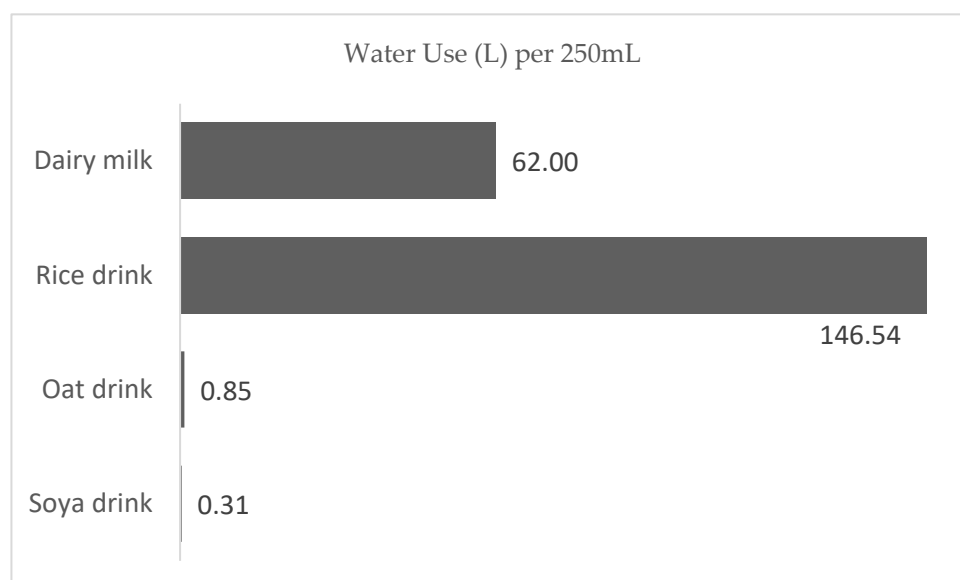 Water Use (L) per 250mL
Dairy milk
62.00
Rice drink
146.54
Oat drink
0.85
Soya drink
0.31